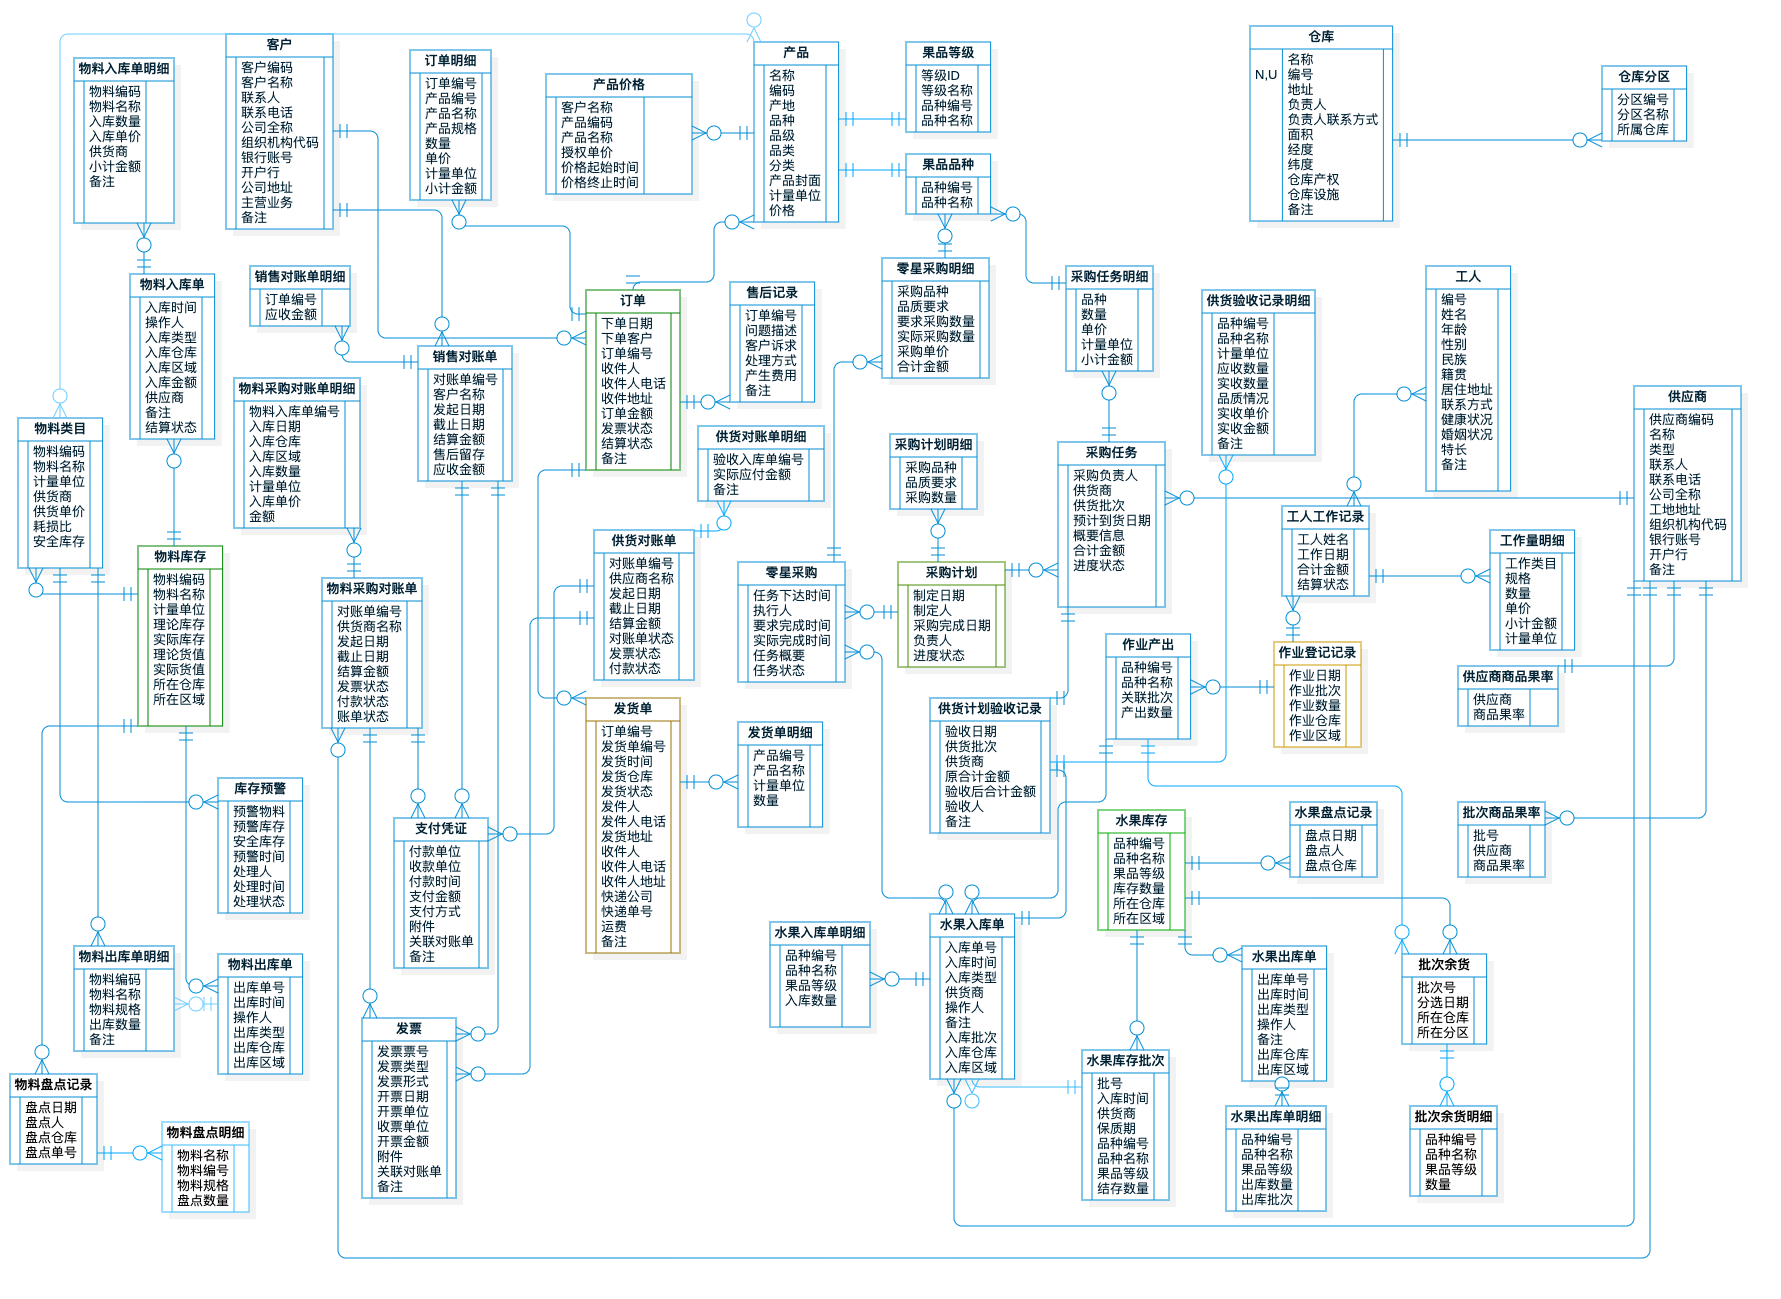 物料入库单明细
物料编码
物料名称
入库数量
入库单价
供货商
小计金额
备注
客户
客户编码
客户名称
联系人
联系电话
公司全称
组织机构代码
银行账号
开户行
公司地址
主营业务
备注
订单明细
订单编号
产品编号
产品名称
产品规格
数量
单价
计量单位
小计金额
产品价格
客户名称
产品编码
产品名称
授权单价
价格起始时间
价格终止时间
产品
名称
编码
产地
品种
品级
品类
分类
产品封面
计量单位
价格
果品等级
等级ID
等级名称
品种编号
品种名称
果品品种
品种编号
品种名称
仓库
N,U
名称
编号
地址
负责人
负责人联系方式
面积
经度
纬度
仓库产权
仓库设施
备注
仓库分区
分区编号
分区名称
所属仓库
物料入库单
入库时间
操作人
入库类型
入库仓库
入库区域
入库金额
供应商
备注
结算状态
销售对账单明细
订单编号
应收金额
物料采购对账单明细
物料入库单编号
入库日期
入库仓库
入库区域
入库数量
计量单位
入库单价
金额
销售对账单
对账单编号
客户名称
发起日期
截止日期
结算金额
售后留存
应收金额
订单
下单日期
下单客户
订单编号
收件人
收件人电话
收件地址
订单金额
发票状态
结算状态
备注
售后记录
订单编号
问题描述
客户诉求
处理方式
产生费用
备注
零星采购明细
采购品种
品质要求
要求采购数量
实际采购数量
采购单价
合计金额
采购任务明细
品种
数量
单价
计量单位
小计金额
供货验收记录明细
品种编号
品种名称
计量单位
应收数量
实收数量
品质情况
实收单价
实收金额
备注
工人
编号
姓名
年龄
性别
民族
籍贯
居住地址
联系方式
健康状况
婚姻状况
特长
备注
供应商
供应商编码
名称
类型
联系人
联系电话
公司全称
工地地址
组织机构代码
银行账号
开户行
备注
物料类目
物料编码
物料名称
计量单位
供货商
供货单价
耗损比
安全库存
供货对账单明细
验收入库单编号
实际应付金额
备注
采购计划明细
采购品种
品质要求
采购数量
采购任务
采购负责人
供货商
供货批次
预计到货日期
概要信息
合计金额
进度状态
工人工作记录
工人姓名
工作日期
合计金额
结算状态
工作量明细
工作类目
规格
数量
单价
小计金额
计量单位
物料库存
物料编码
物料名称
计量单位
理论库存
实际库存
理论货值
实际货值
所在仓库
所在区域
物料采购对账单
对账单编号
供货商名称
发起日期
截止日期
结算金额
发票状态
付款状态
账单状态
供货对账单
对账单编号
供应商名称
发起日期
截止日期
结算金额
对账单状态
发票状态
付款状态
零星采购
任务下达时间
执行人
要求完成时间
实际完成时间
任务概要
任务状态
采购计划
制定日期
制定人
采购完成日期
负责人
进度状态
作业产出
品种编号
品种名称
关联批次
产出数量
作业登记记录
作业日期
作业批次
作业数量
作业仓库
作业区域
供应商商品果率
供应商
商品果率
发货单
订单编号
发货单编号
发货时间
发货仓库
发货状态
发件人
发件人电话
发货地址
收件人
收件人电话
收件人地址
快递公司
快递单号
运费
备注
发货单明细
产品编号
产品名称
计量单位
数量
供货计划验收记录
验收日期
供货批次
供货商
原合计金额
验收后合计金额
验收人
备注
库存预警
预警物料
预警库存
安全库存
预警时间
处理人
处理时间
处理状态
支付凭证
付款单位
收款单位
付款时间
支付金额
支付方式
附件
关联对账单
备注
水果库存
品种编号
品种名称
果品等级
库存数量
所在仓库
所在区域
水果盘点记录
盘点日期
盘点人
盘点仓库
批次商品果率
批号
供应商
商品果率
物料出库单明细
物料编码
物料名称
物料规格
出库数量
备注
物料出库单
出库单号
出库时间
操作人
出库类型
出库仓库
出库区域
水果入库单明细
品种编号
品种名称
果品等级
入库数量
水果入库单
入库单号
入库时间
入库类型
供货商
操作人
备注
入库批次
入库仓库
入库区域
水果出库单
出库单号
出库时间
出库类型
操作人
备注
出库仓库
出库区域
批次余货
批次号
分选日期
所在仓库
所在分区
发票
发票票号
发票类型
发票形式
开票日期
开票单位
收票单位
开票金额
附件
关联对账单
备注
水果库存批次
批号
入库时间
供货商
保质期
品种编号
品种名称
果品等级
结存数量
物料盘点记录
盘点日期
盘点人
盘点仓库
盘点单号
物料盘点明细
物料名称
物料编号
物料规格
盘点数量
水果出库单明细
品种编号
品种名称
果品等级
出库数量
出库批次
批次余货明细
品种编号
品种名称
果品等级
数量